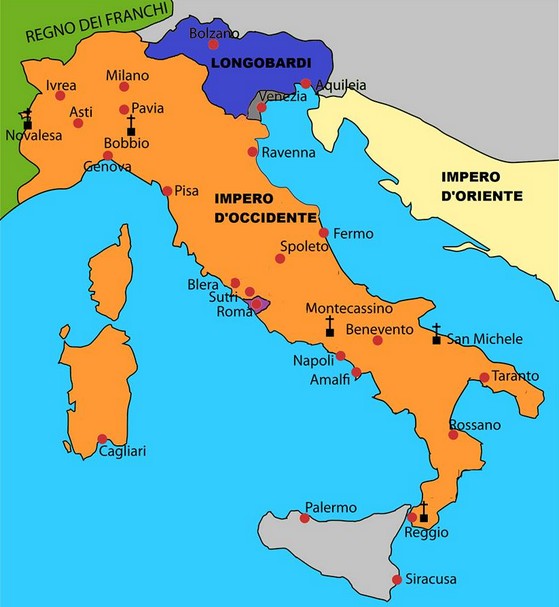 REGNO DEI FRANCHI
Bolzano
LONGOBARDI
Milano
Ivrea
Aquileia
Venezia
Asti
Pavia
Novalesa
Bobbio
Genova
Ravenna
IMPERO
D'ORIENTE
Pisa
IMPERO
D'OCCIDENTE
Fermo
Spoleto
Blera
Sutri
Roma
Montecassino
Benevento
San Michele
Napoli
Amalfi
Taranto
Rossano
Cagliari
Palermo
Reggio
Siracusa